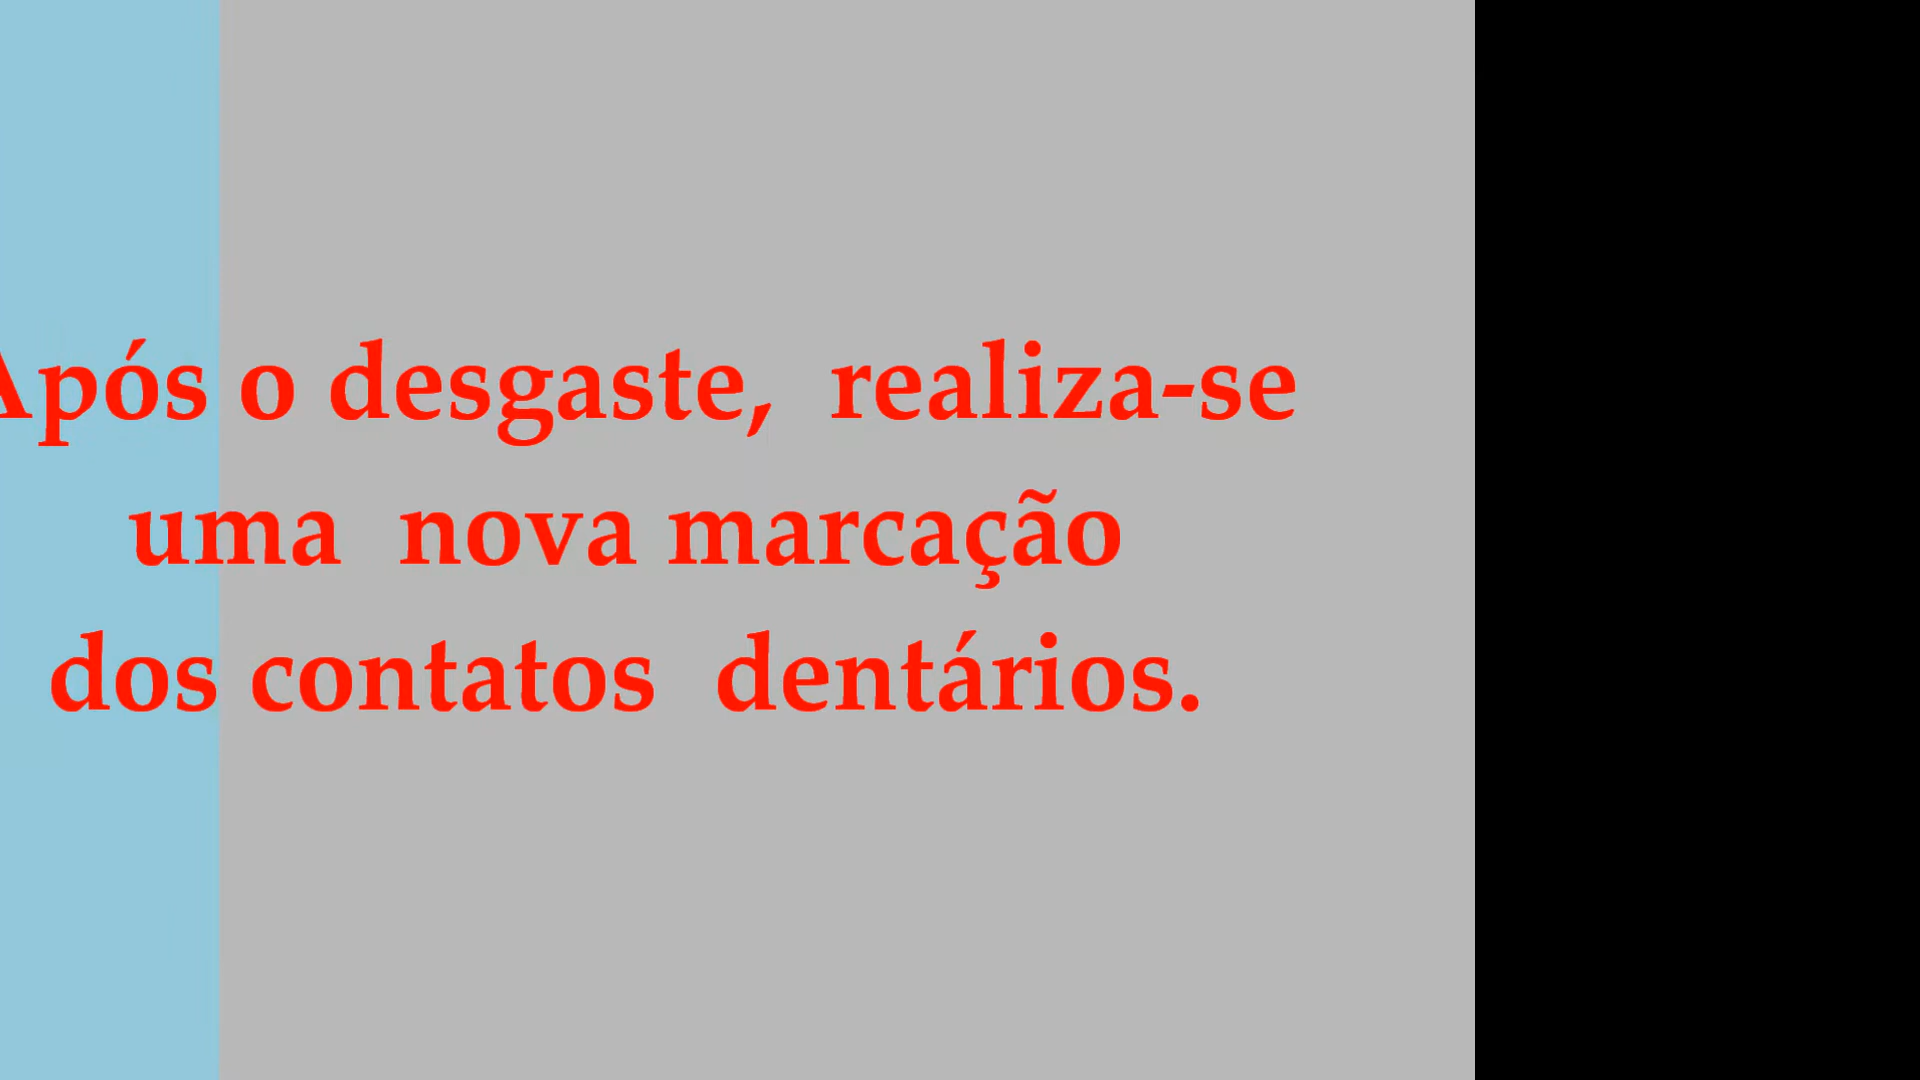 Após o desgaste, realiza-se
uma nova marcação
dos contatos dentários.